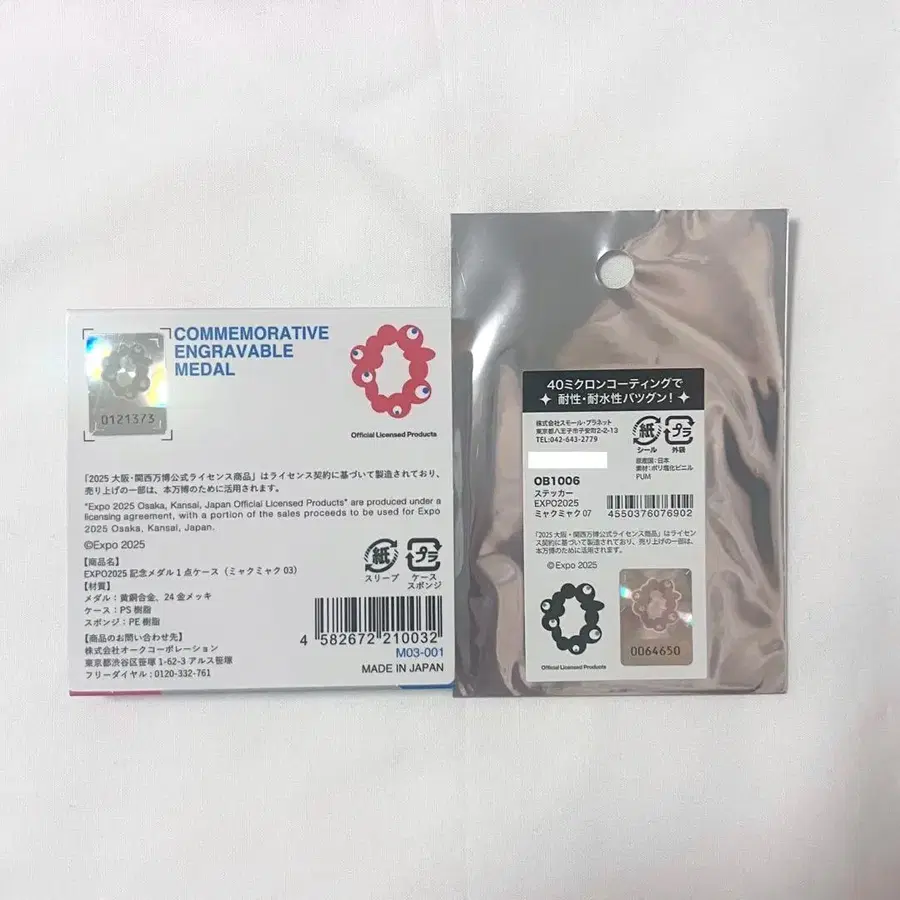 0121373
COMMEMORATIVE
ENGRAVABLE
MEDAL
Official Licensed Products
「2025 大阪・関西万博公式ライセンス商品」はライセンス契約に基づいて製造されており、
売り上げの一部は、本万博のために活用されます。
"Expo 2025 Osaka, Kansai, Japan Official Licensed Products" are produced under a
licensing agreement, with a portion of the sales proceeds to be used for Expo
2025 Osaka, Kansai, Japan.
©Expo 2025
【商品名】
EXPO2025 記念メダル1点ケース（ミャクミャク 03）
【材質】
メダル：黄銅合金、24金メッキ
ケース：PS 樹脂
スポンジ：PE 樹脂
【商品のお問い合わせ先】
株式会社オークコーポレーション
東京都渋谷区笹塚 1-62-3 アルス笹塚
フリーダイヤル：0120-332-761
紙
スリーブ
プラ
ケース
スポンジ
4 582672 210032
M03-001
MADE IN JAPAN
40ミクロンコーティングで
耐性・耐水性バツグン！
株式会社スモール・プラネット
東京都八王子市子安町2-2-13
TEL:042-643-2779
紙
シール
プラ
外袋
原産国：日本
素材：ポリ塩化ビニル
PUM
OB1006
ステッカー
EXPO2025
ミャクミャク 07
4550376076902
「2025 大阪・関西万博公式ライセンス商品」はライセ
ンス契約に基づいて製造されており、売り上げの一部は、
本万博のために活用されます。
©Expo 2025
Official Licensed Products
0064650